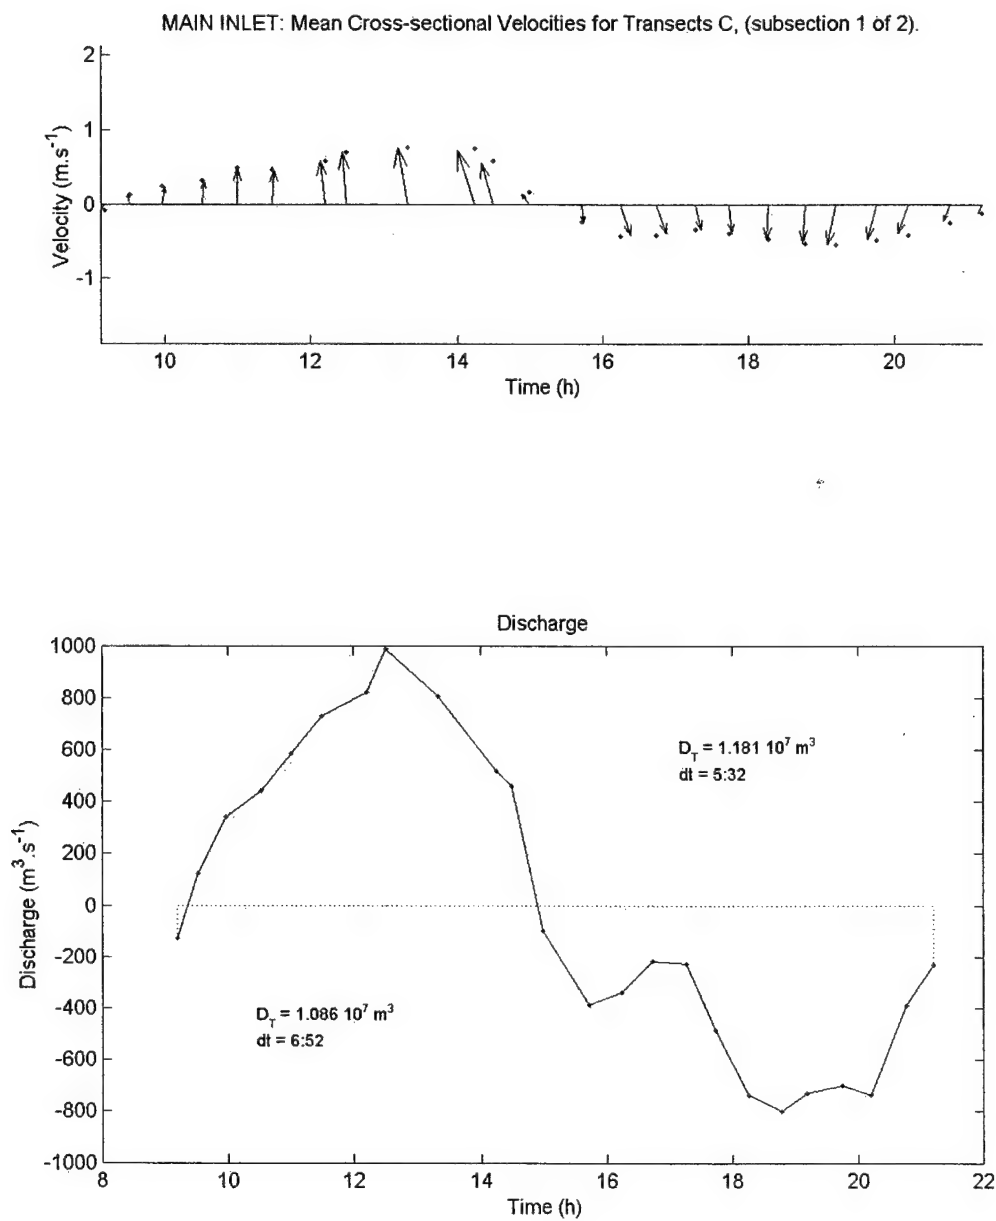 MAIN INLET: Mean Cross-sectional Velocities for Transects C, (subsection 1 of 2).
2
1
0
-1
Velocity (m.s⁻¹)
10 12 14 16 18 20
Time (h)
Discharge
1000
800
600
400
200
0
-200
-400
-600
-800
-1000
Discharge (m³.s⁻¹)
D_T = 1.181 10⁷ m³
dt = 5:32
D_T = 1.086 10⁷ m³
dt = 6:52
8 10 12 14 16 18 20 22
Time (h)